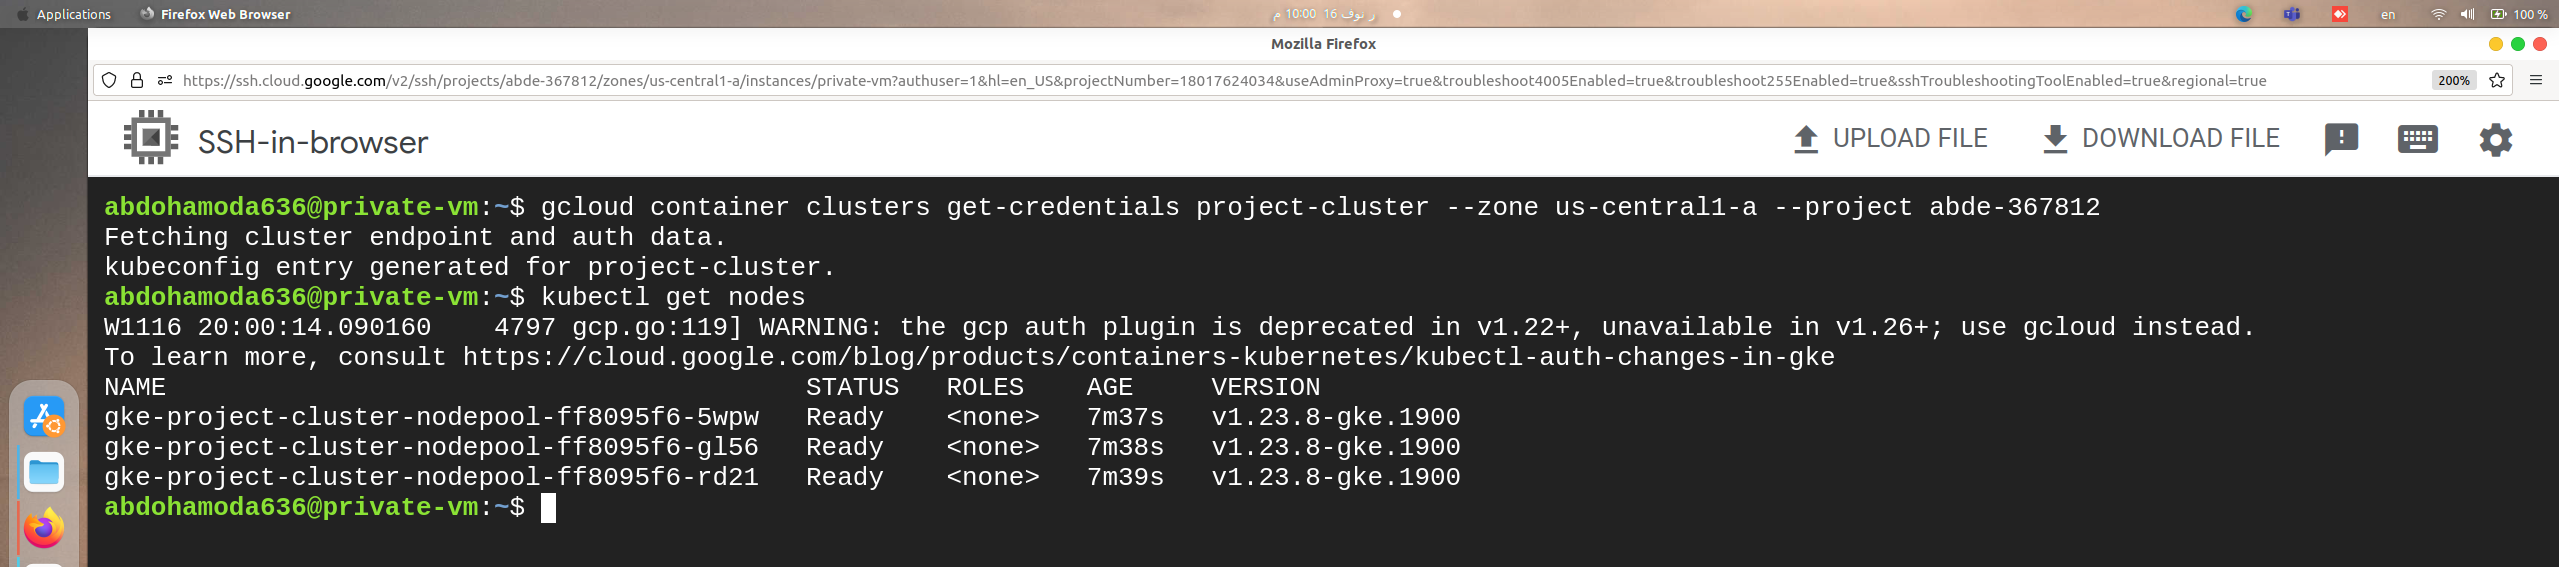 Applications Firefox Web Browser ر نوف 16 10:00 م en 100 %
Mozilla Firefox
https://ssh.cloud.google.com/v2/ssh/projects/abde-367812/zones/us-central1-a/instances/private-vm?authuser=1&hl=en_US&projectNumber=18017624034&useAdminProxy=true&troubleshoot4005Enabled=true&troubleshoot255Enabled=true&sshTroubleshootingToolEnabled=true&regional=true 200%
SSH-in-browser UPLOAD FILE DOWNLOAD FILE
abdohamoda636@private-vm:~$ gcloud container clusters get-credentials project-cluster --zone us-central1-a --project abde-367812
Fetching cluster endpoint and auth data.
kubeconfig entry generated for project-cluster.
abdohamoda636@private-vm:~$ kubectl get nodes
W1116 20:00:14.090160    4797 gcp.go:119] WARNING: the gcp auth plugin is deprecated in v1.22+, unavailable in v1.26+; use gcloud instead.
To learn more, consult https://cloud.google.com/blog/products/containers-kubernetes/kubectl-auth-changes-in-gke
NAME                                         STATUS   ROLES    AGE     VERSION
gke-project-cluster-nodepool-ff8095f6-5wpw   Ready    <none>   7m37s   v1.23.8-gke.1900
gke-project-cluster-nodepool-ff8095f6-gl56   Ready    <none>   7m38s   v1.23.8-gke.1900
gke-project-cluster-nodepool-ff8095f6-rd21   Ready    <none>   7m39s   v1.23.8-gke.1900
abdohamoda636@private-vm:~$